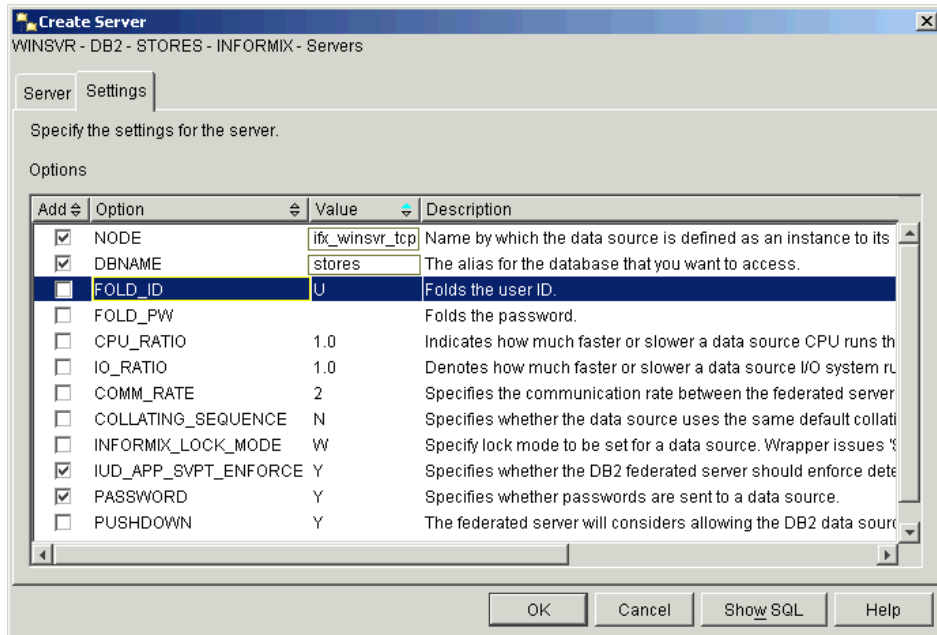 Create Server
WINSVR - DB2 - STORES - INFORMIX - Servers
Server Settings
Specify the settings for the server.
Options
Add Option Value Description
NODE ifx_winsvr_tcp Name by which the data source is defined as an instance to its
DBNAME stores The alias for the database that you want to access.
FOLD_ID U Folds the user ID.
FOLD_PW Folds the password.
CPU_RATIO 1.0 Indicates how much faster or slower a data source CPU runs th
IO_RATIO 1.0 Denotes how much faster or slower a data source I/O system ru
COMM_RATE 2 Specifies the communication rate between the federated server
COLLATING_SEQUENCE N Specifies whether the data source uses the same default collati
INFORMIX_LOCK_MODE W Specify lock mode to be set for a data source. Wrapper issues 'S
IUD_APP_SVPT_ENFORCE Y Specifies whether the DB2 federated server should enforce dete
PASSWORD Y Specifies whether passwords are sent to a data source.
PUSHDOWN Y The federated server will considers allowing the DB2 data sourc
OK Cancel Show SQL Help